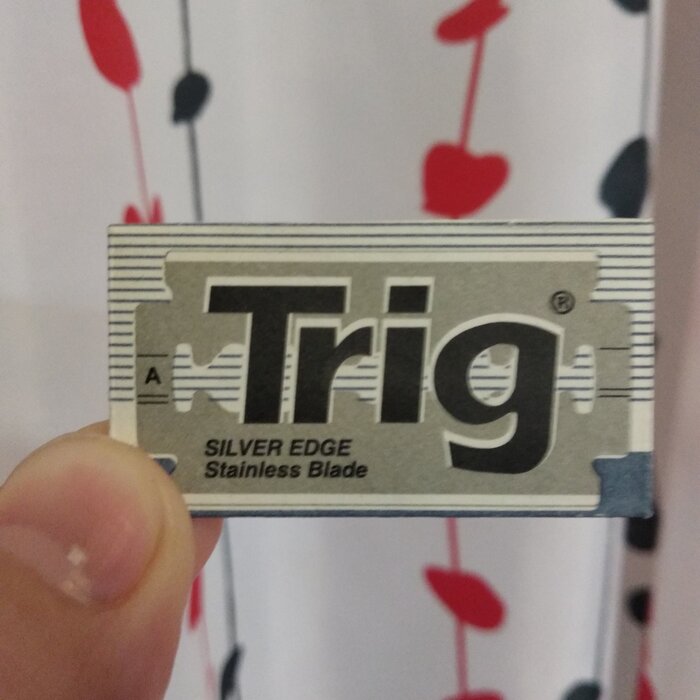 Trig®
A
SILVER EDGE
Stainless Blade